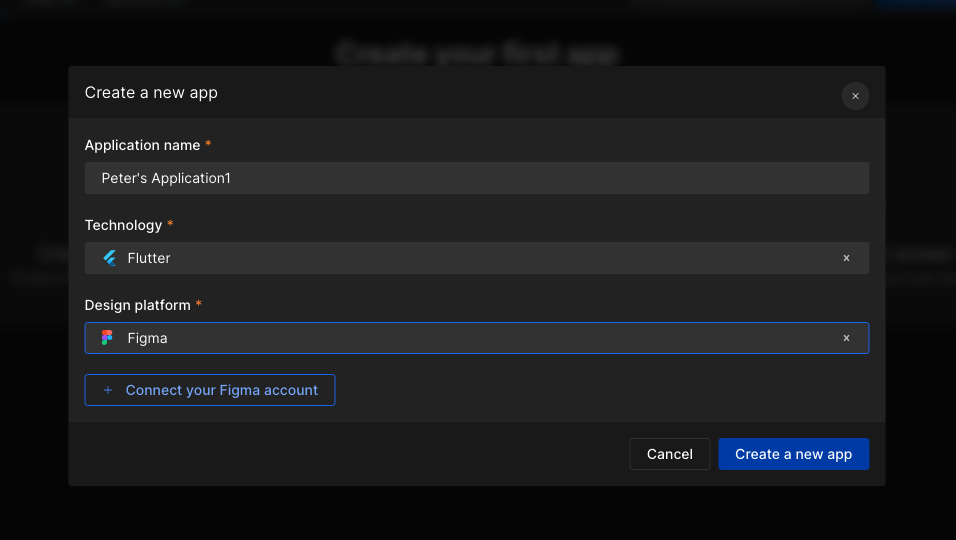 Create your first app
Create a new app
×
Application name *
Peter's Application1
Technology *
Flutter
x
Design platform *
Figma
x
+ Connect your Figma account
Cancel
Create a new app